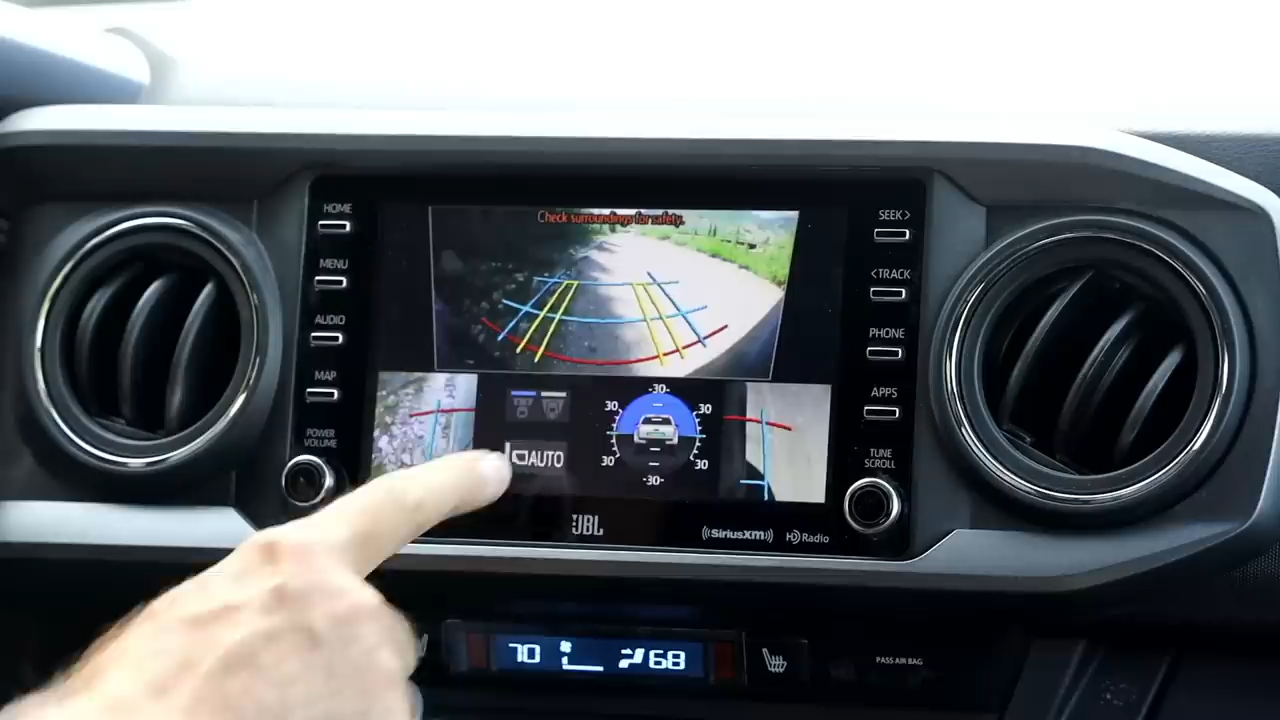 HOME
MENU
AUDIO
MAP
POWER
VOLUME
Check surroundings for safety.
AUTO
-30-
30
30
30
30
-30-
SEEK>
<TRACK
PHONE
APPS
TUNE
SCROLL
JBL
((SiriusXM))
HD Radio
70
68
PASS AIR BAG